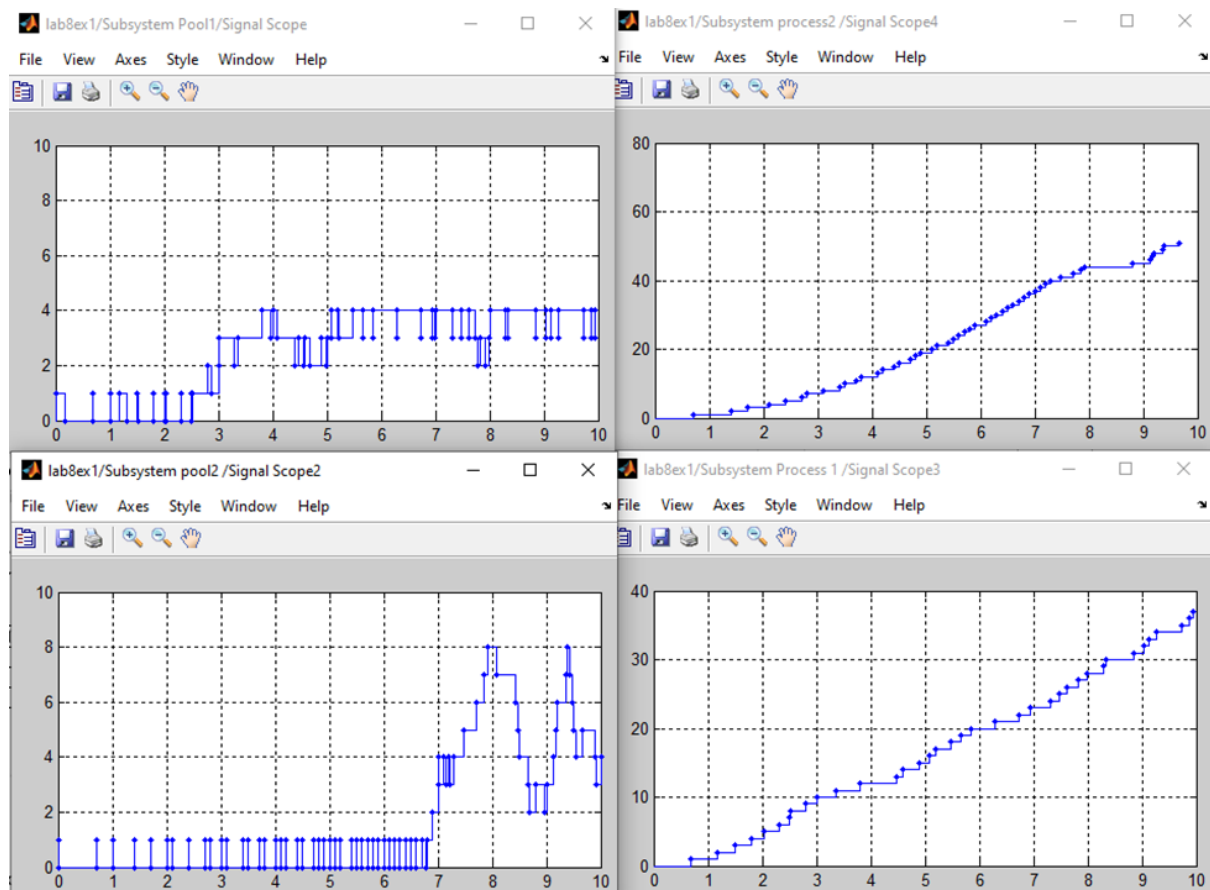 lab8ex1/Subsystem Pool1/Signal Scope
File View Axes Style Window Help
10
8
6
4
2
0
0 1 2 3 4 5 6 7 8 9 10
lab8ex1/Subsystem process2 /Signal Scope4
File View Axes Style Window Help
80
60
40
20
0
0 1 2 3 4 5 6 7 8 9 10
lab8ex1/Subsystem pool2 /Signal Scope2
File View Axes Style Window Help
10
8
6
4
2
0
0 1 2 3 4 5 6 7 8 9 10
lab8ex1/Subsystem Process 1 /Signal Scope3
File View Axes Style Window Help
40
30
20
10
0
0 1 2 3 4 5 6 7 8 9 10